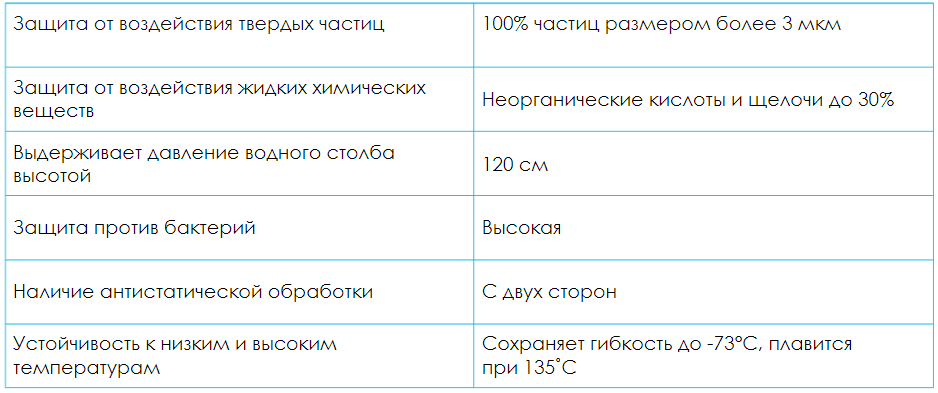 Защита от воздействия твердых частиц
100% частиц размером более 3 мкм
Защита от воздействия жидких химических
веществ
Неорганические кислоты и щелочи до 30%
Выдерживает давление водного столба
высотой
120 см
Защита против бактерий
Высокая
Наличие антистатической обработки
С двух сторон
Устойчивость к низким и высоким
температурам
Сохраняет гибкость до -73°С, плавится
при 135˚С